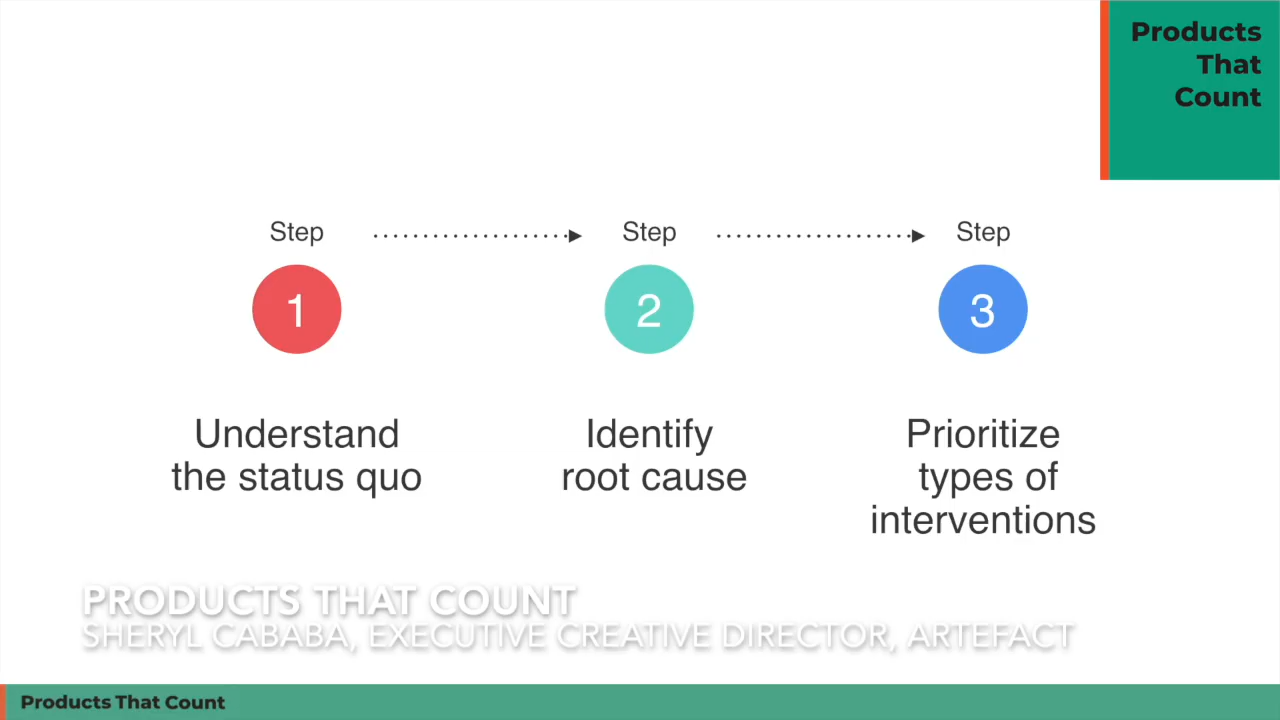 Products
That
Count
Step
Step
Step
1
2
3
Understand
the status quo
Identify
root cause
Prioritize
types of
interventions
PRODUCTS THAT COUNT
SHERYL CABABA, EXECUTIVE CREATIVE DIRECTOR, ARTEFACT
Products That Count